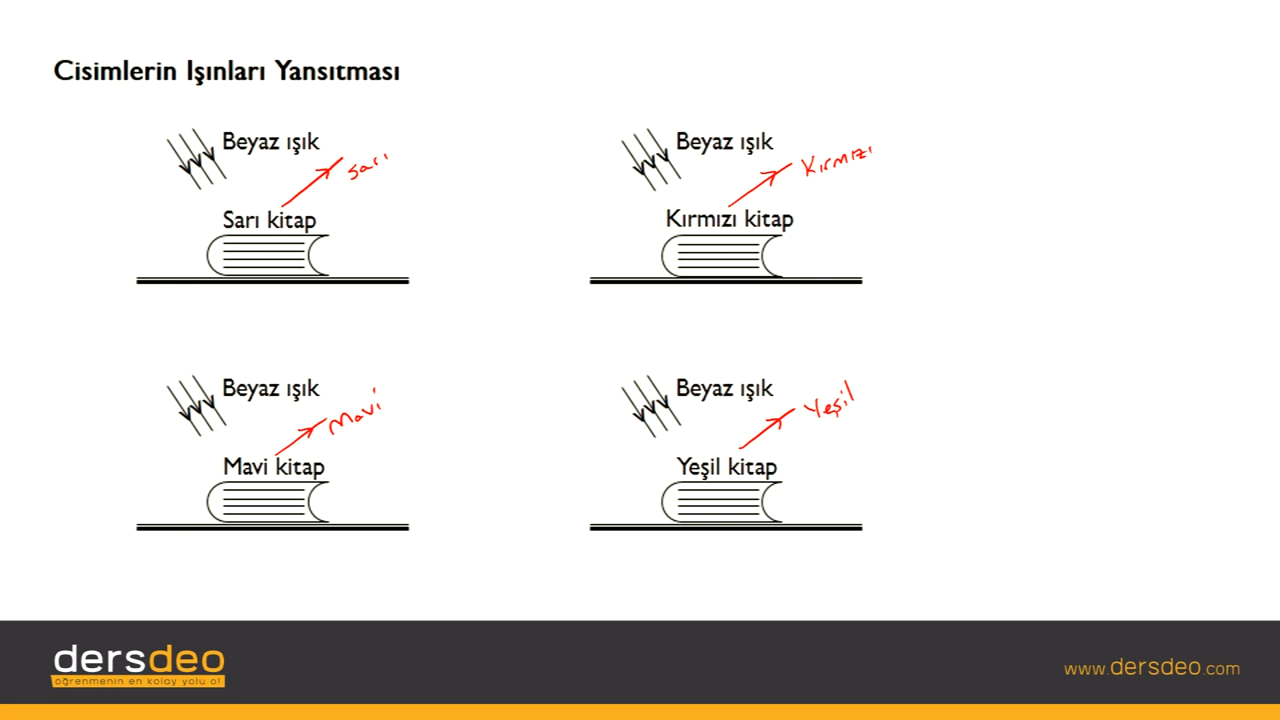 Cisimlerin Işınları Yansıtması
Beyaz ışık
Sarı
Sarı kitap
Beyaz ışık
Kırmızı
Kırmızı kitap
Beyaz ışık
Mavi
Mavi kitap
Beyaz ışık
Yeşil
Yeşil kitap
dersdeo
öğrenmenin en kolay yolu o!
www.dersdeo.com